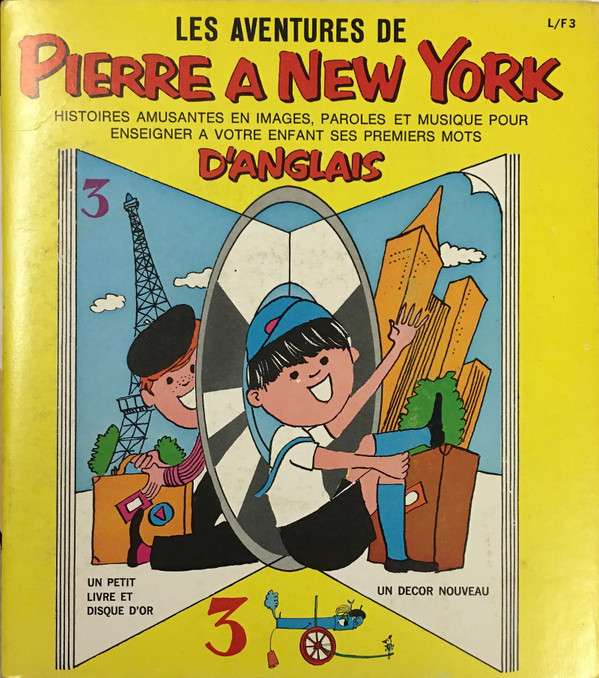 L/F 3
LES AVENTURES DE
PIERRE A NEW YORK
HISTOIRES AMUSANTES EN IMAGES, PAROLES ET MUSIQUE POUR
ENSEIGNER A VOTRE ENFANT SES PREMIERS MOTS
D'ANGLAIS
3
UN PETIT
LIVRE ET
DISQUE D'OR
UN DECOR NOUVEAU
3